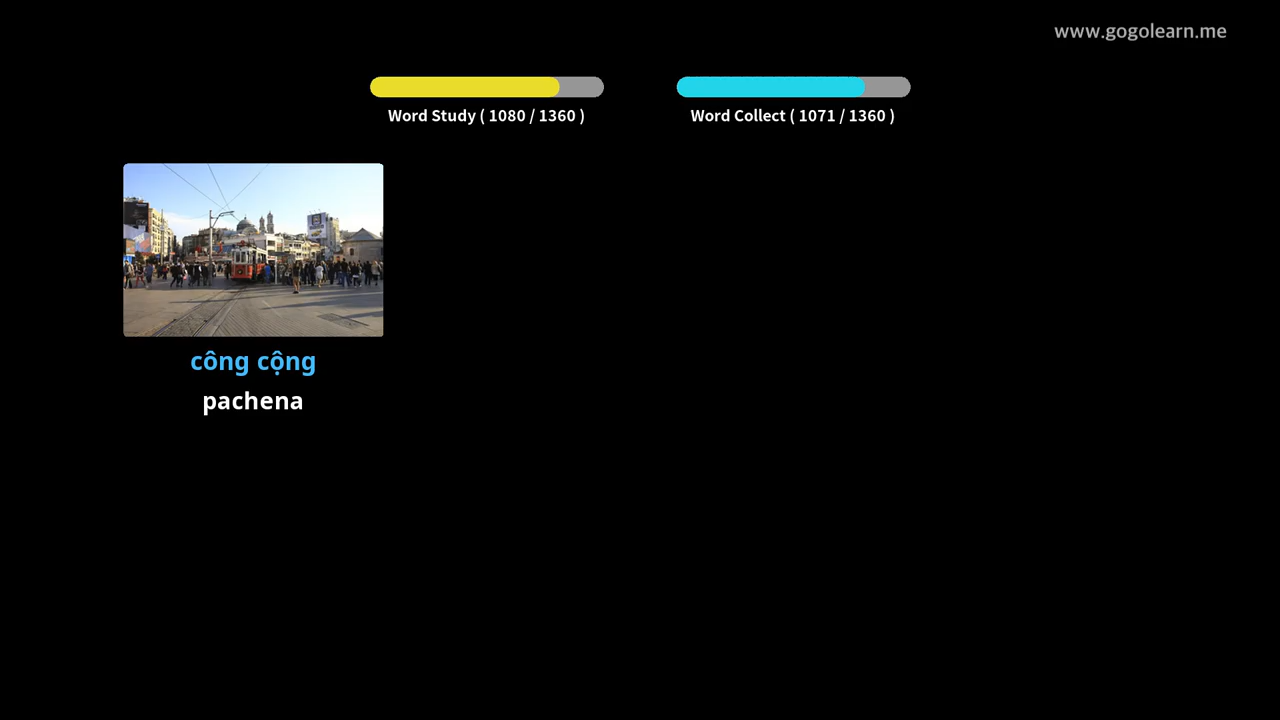 www.gogolearn.me
Word Study ( 1080 / 1360 )
Word Collect ( 1071 / 1360 )
công cộng
pachena